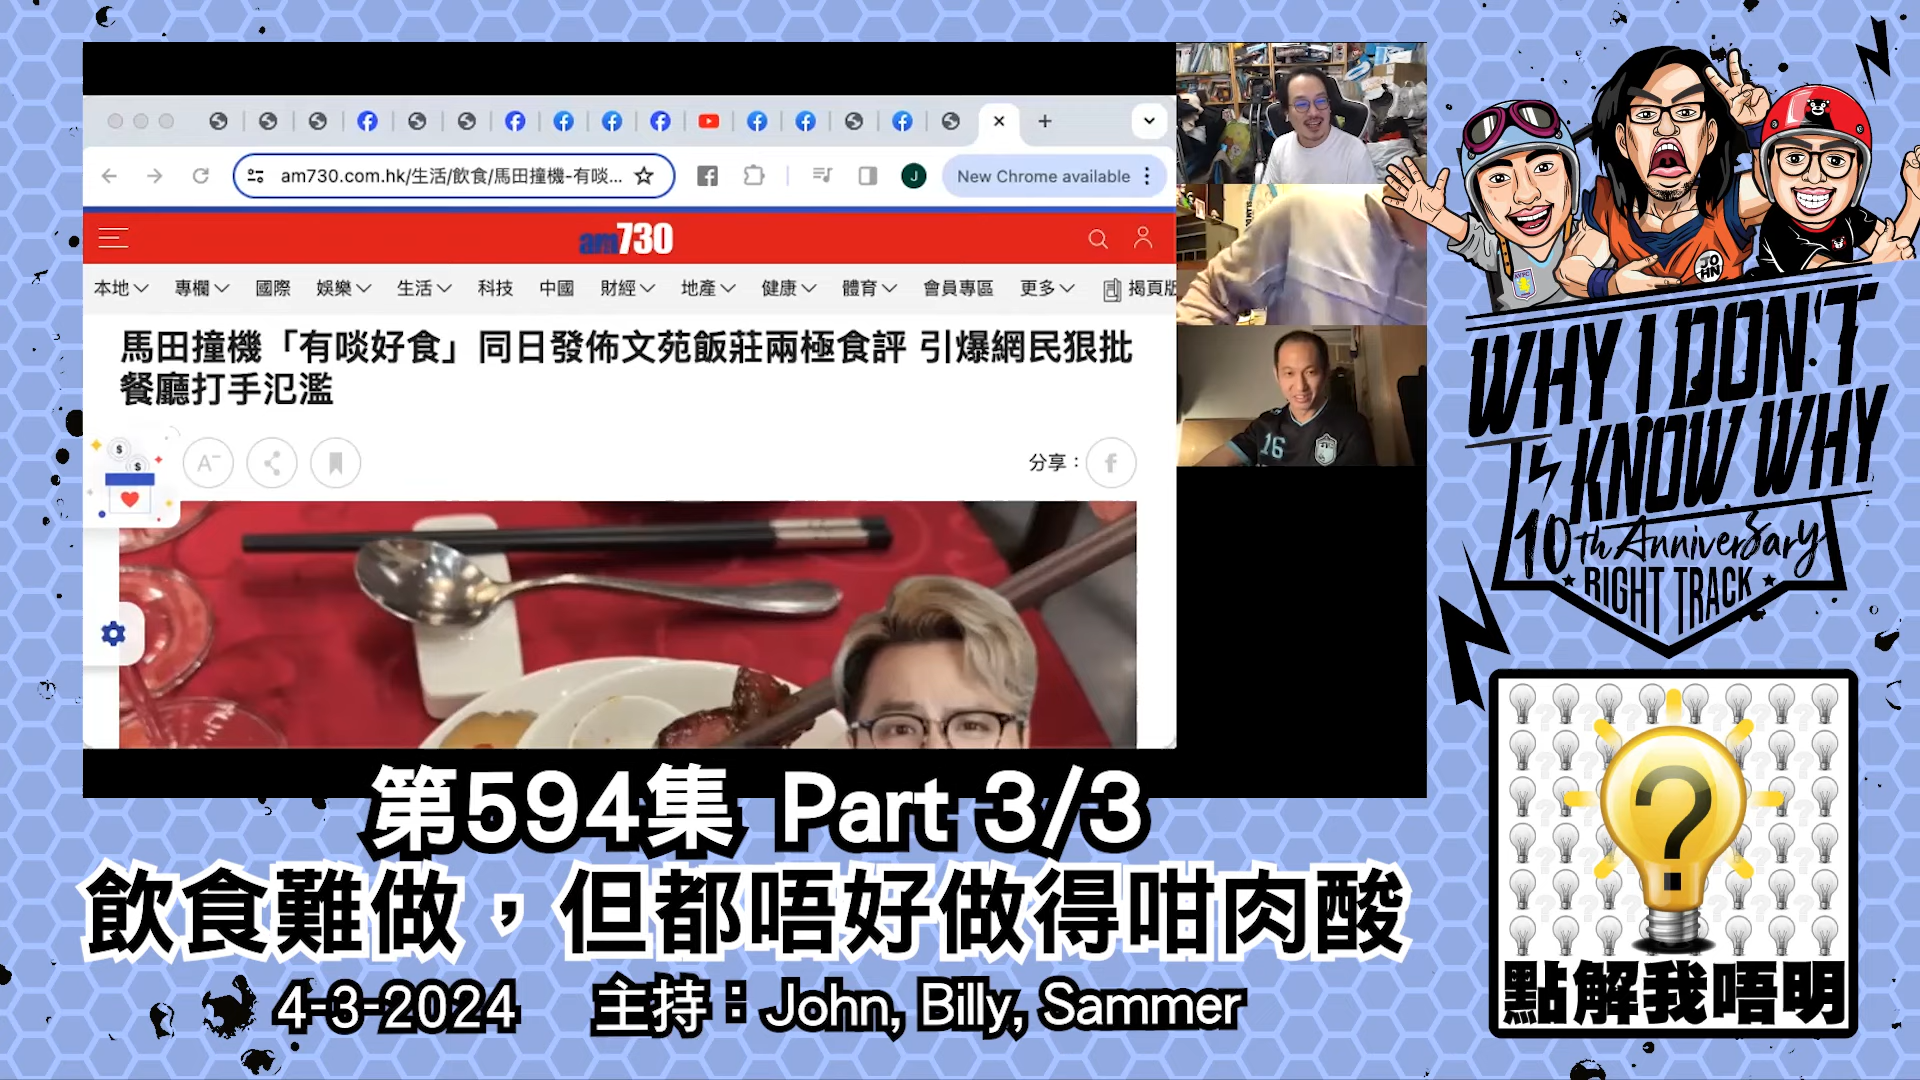 New Chrome available
am730.com.hk/生活/飲食/馬田撞機-有啖...
J
am730
本地 專欄 國際 娛樂 生活 科技 中國 財經 地產 健康 體育 會員專區 更多 揭頁版
馬田撞機「有啖好食」同日發佈文苑飯莊兩極食評 引爆網民狠批
餐廳打手氾濫
A-
分享：
16
JOHN
AVFC
WHY I DON'T
KNOW WHY
10th Anniversary
RIGHT TRACK
點解我唔明
第594集 Part 3/3
飲食難做，但都唔好做得咁肉酸
4-3-2024 主持：John, Billy, Sammer